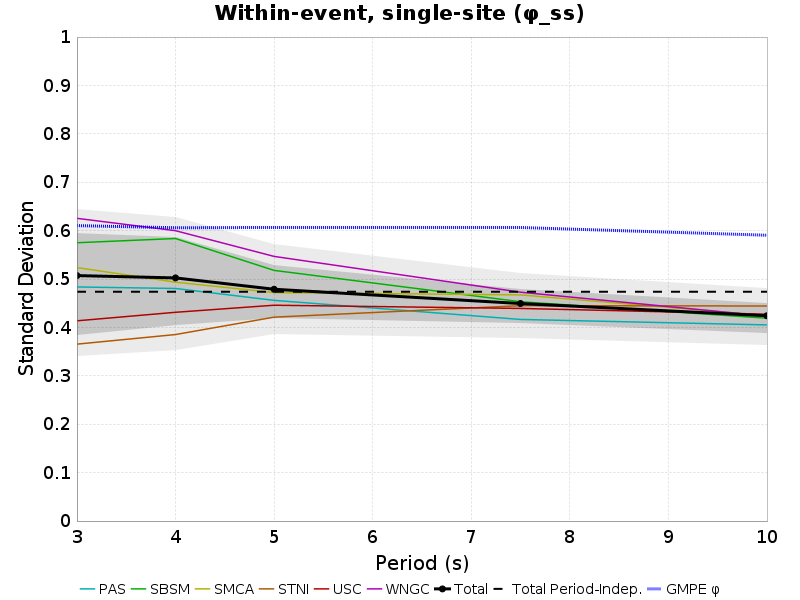 Within-event, single-site (φ_ss)
1
0.9
0.8
0.7
0.6
0.5
0.4
0.3
0.2
0.1
0
Standard Deviation
3 4 5 6 7 8 9 10
Period (s)
PAS SBSM SMCA STNI USC WNGC Total Total Period-Indep. GMPE φ